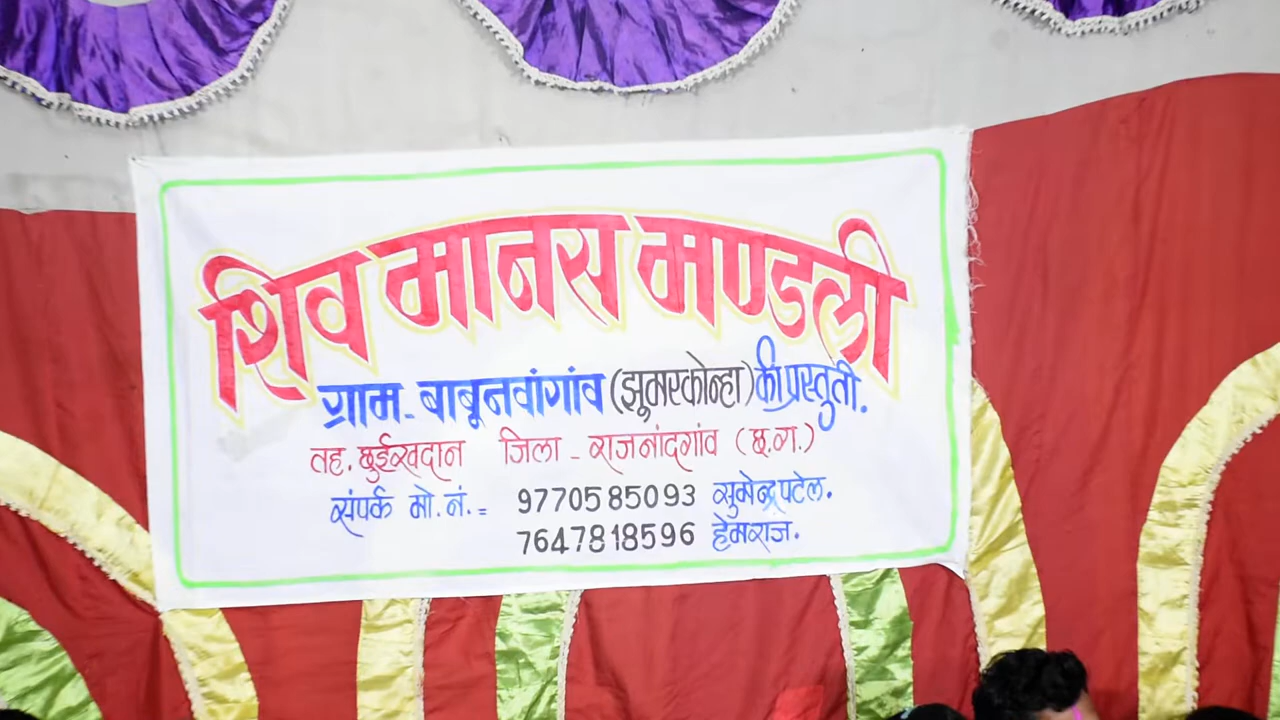 शिव मानस मण्डली
ग्राम - बाबूनवांगांव (झूमरकोन्हा) की प्रस्तुती.
तह. छुईखदान जिला - राजनांदगांव (छ.ग.)
संपर्क मो. नं. = 9770585093 सुमेन्द्र पटेल.
7647818596 हेमराज.